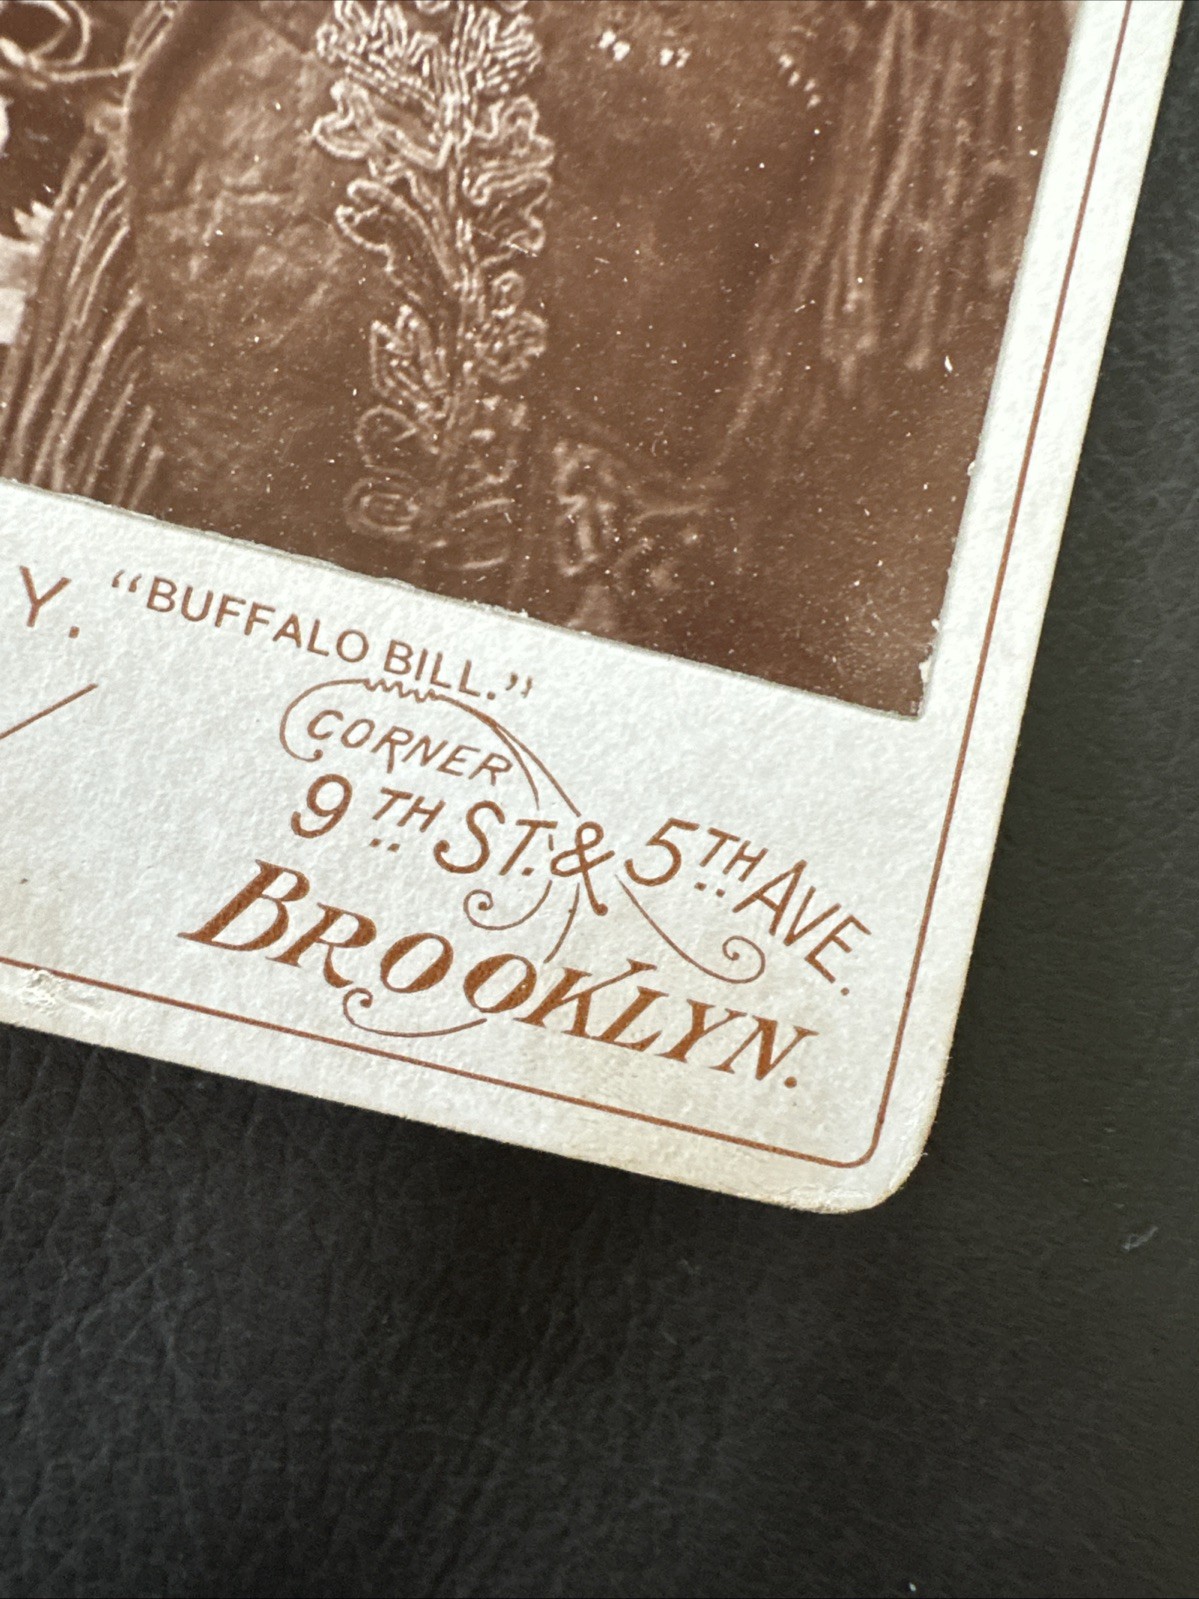 Y. “BUFFALO BILL.”
CORNER
9TH ST. & 5TH AVE.
BROOKLYN.